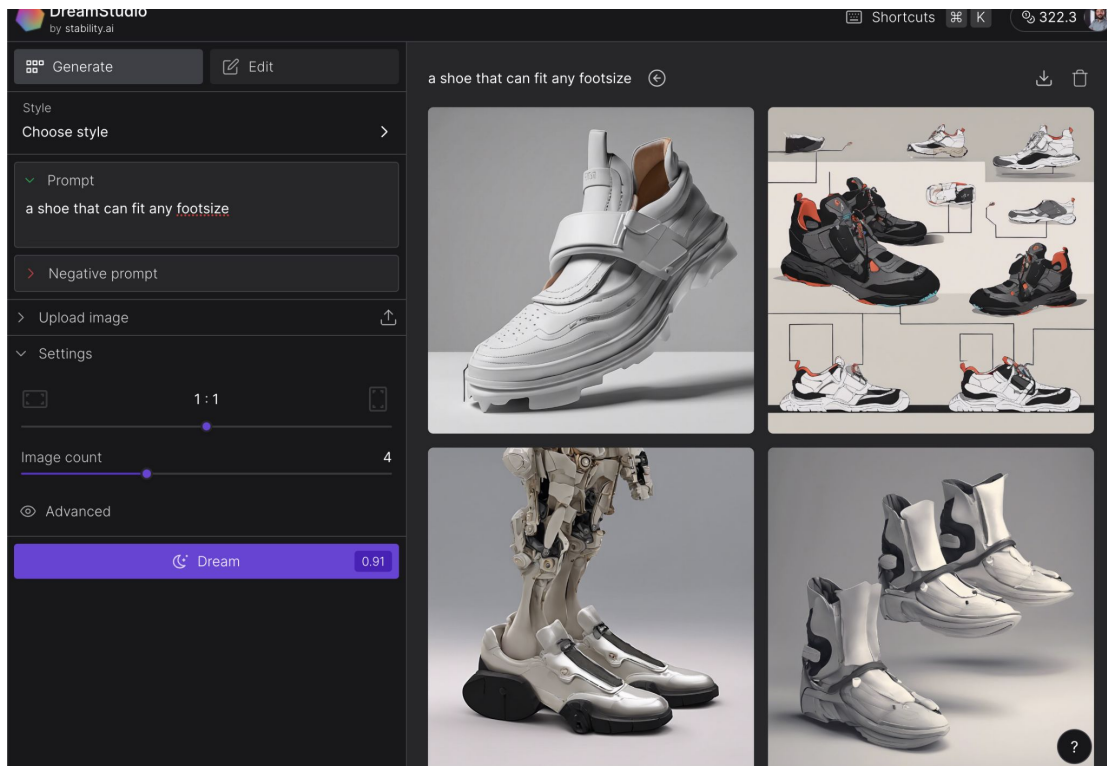 DreamStudio
by stability.ai
Shortcuts ⌘ K
322.3
Generate
Edit
Style
Choose style
Prompt
a shoe that can fit any footsize
Negative prompt
Upload image
Settings
1 : 1
Image count 4
Advanced
Dream 0.91
a shoe that can fit any footsize
?